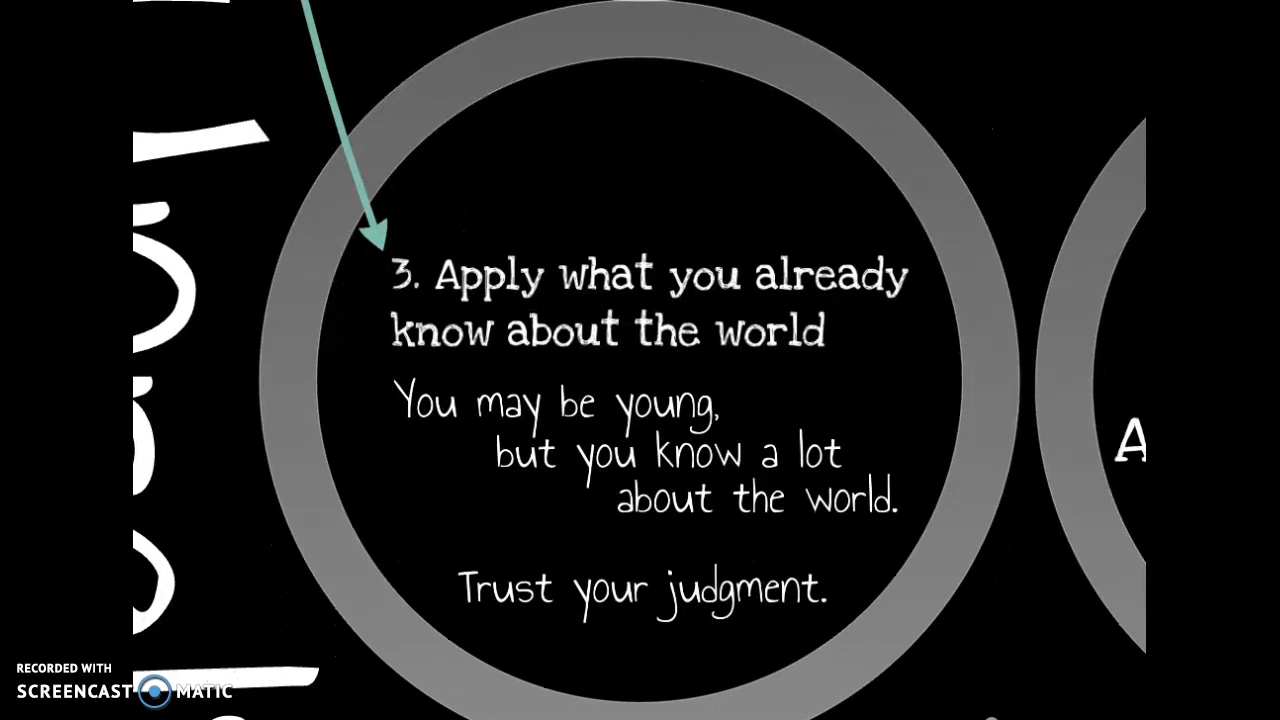 3. Apply what you already
know about the world
You may be young,
but you know a lot
about the world.
Trust your judgment.
A
RECORDED WITH
SCREENCAST MATIC